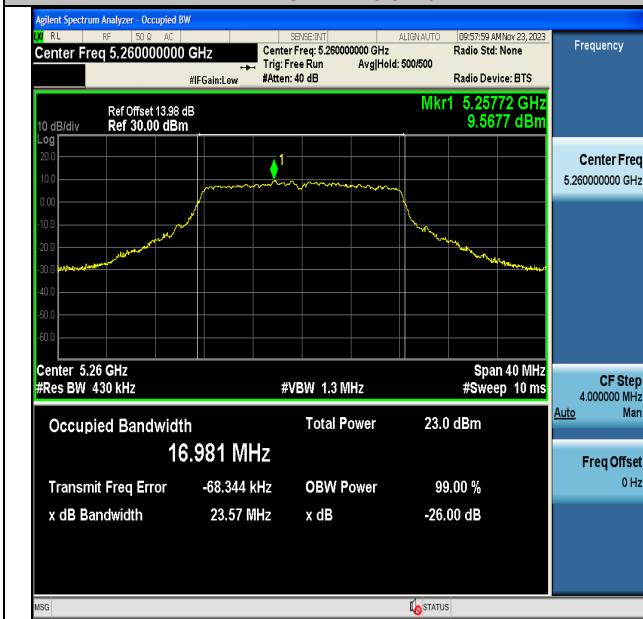 Agilent Spectrum Analyzer - Occupied BW
RL RF 50 Ω AC SENSE:INT ALIGN AUTO 09:57:59 AM Nov 23, 2023
Center Freq 5.260000000 GHz
Center Freq: 5.260000000 GHz
Radio Std: None
Trig: Free Run Avg|Hold: 500/500
#IFGain:Low #Atten: 40 dB Radio Device: BTS
Frequency
Ref Offset 13.98 dB
10 dB/div Ref 30.00 dBm
Mkr1 5.25772 GHz
9.5677 dBm
Log
20.0
10.0
0.00
-10.0
-20.0
-30.0
-40.0
-50.0
-60.0
1
Center 5.26 GHz Span 40 MHz
#Res BW 430 kHz #VBW 1.3 MHz #Sweep 10 ms
Occupied Bandwidth Total Power 23.0 dBm
16.981 MHz
Transmit Freq Error -68.344 kHz OBW Power 99.00 %
x dB Bandwidth 23.57 MHz x dB -26.00 dB
Center Freq
5.260000000 GHz
CF Step
4.000000 MHz
Auto Man
Freq Offset
0 Hz
MSG STATUS